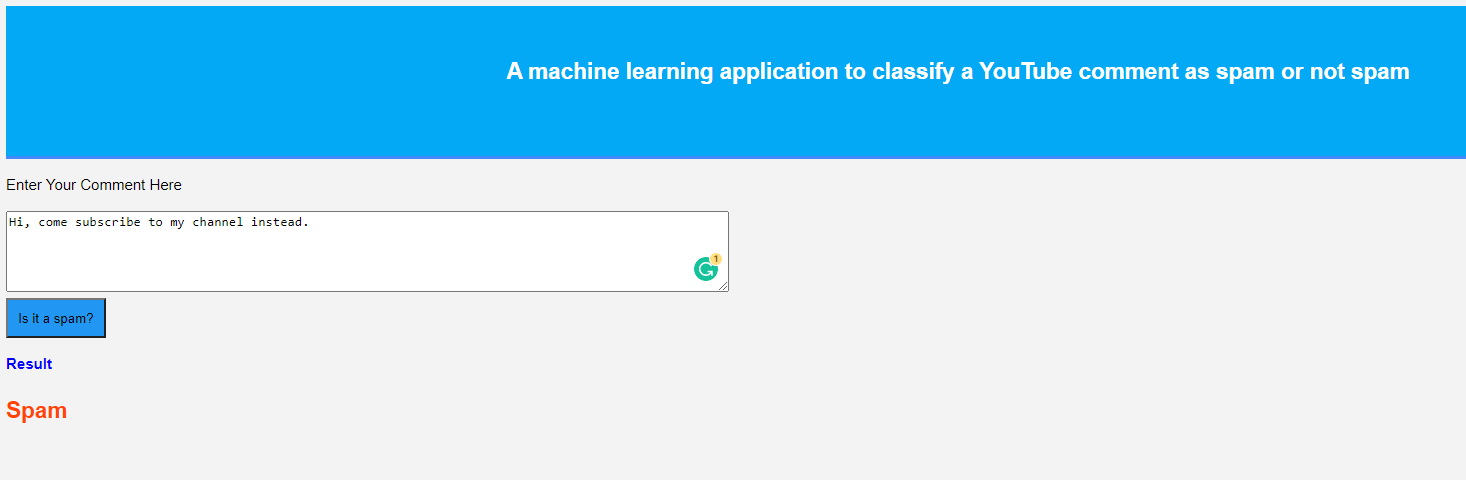 A machine learning application to classify a YouTube comment as spam or not spam
Enter Your Comment Here
Hi, come subscribe to my channel instead.
1
Is it a spam?
Result
Spam